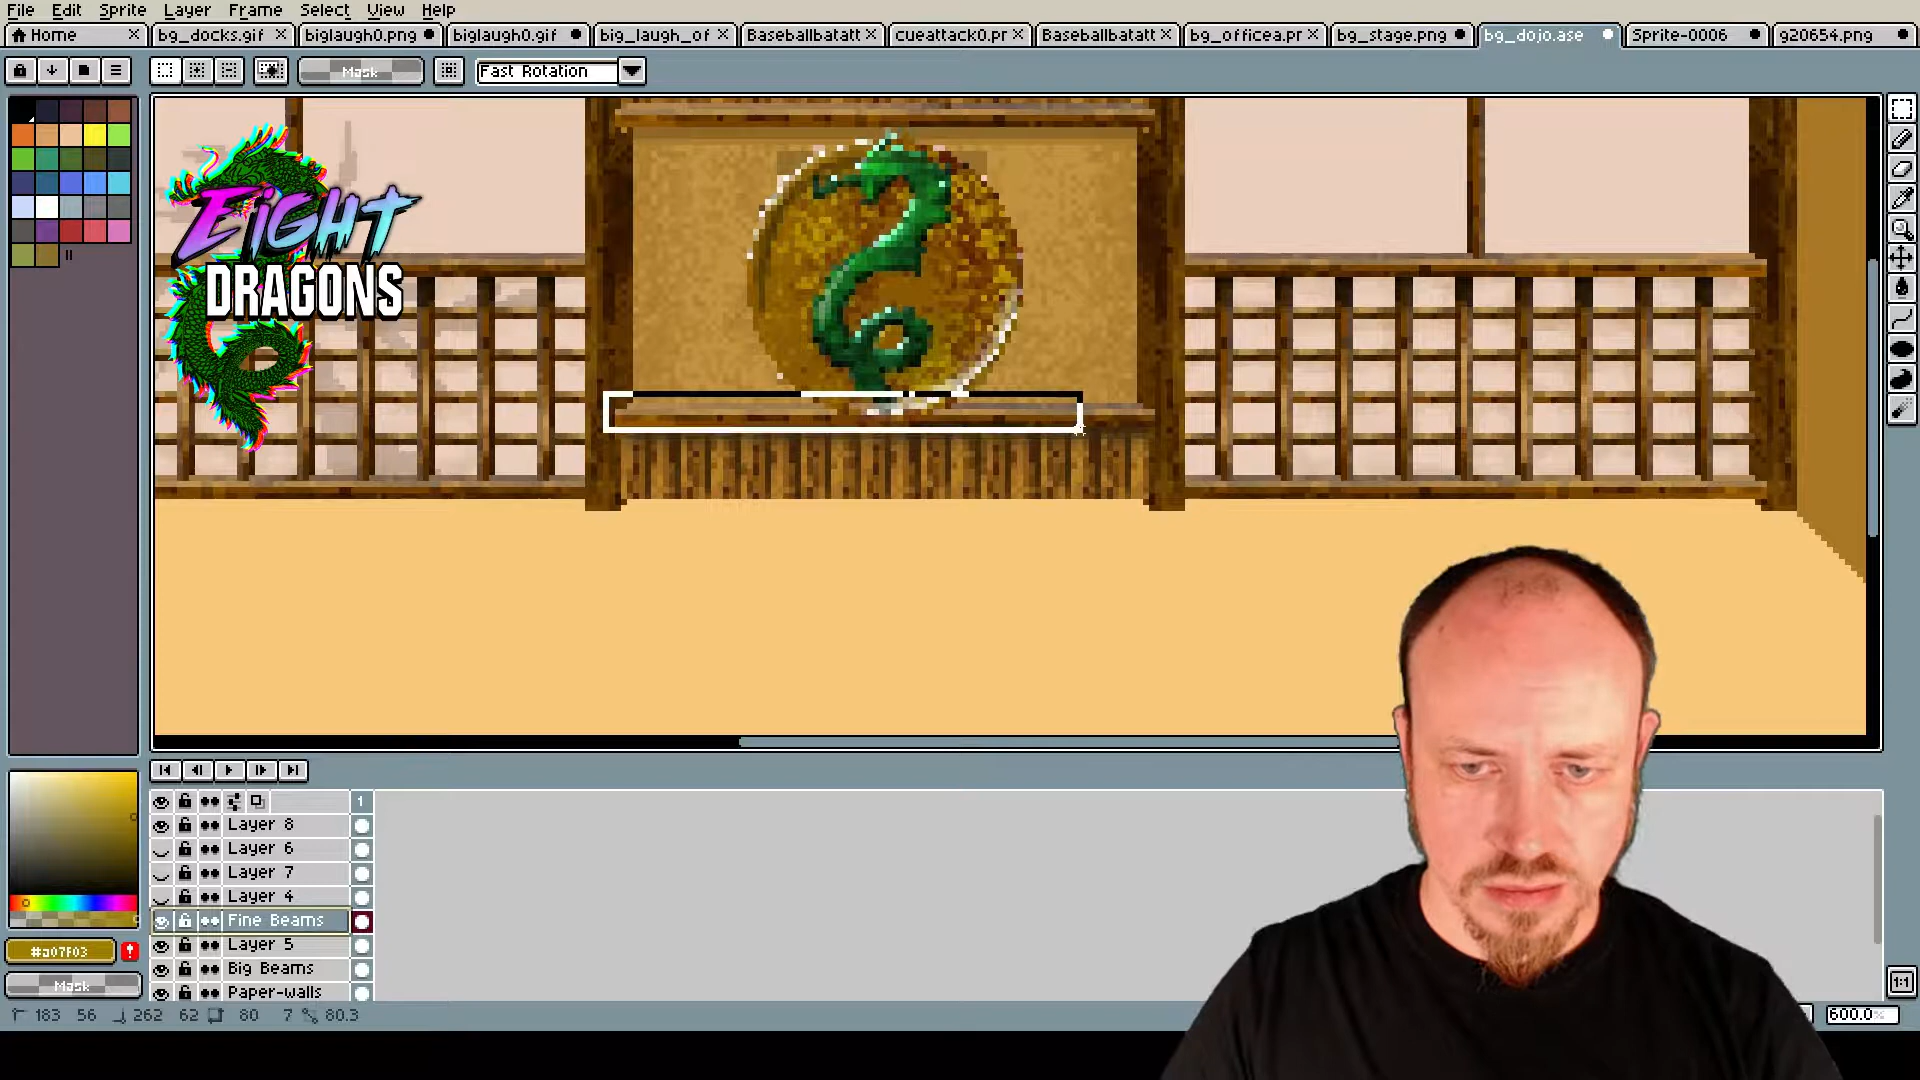 File Edit Sprite Layer Frame Select View Help
Home bg_docks.gif biglaugh0.png biglaugh0.gif big_laugh_of Baseballbatatt cueattack0.pr Baseballbatatt bg_officea.pr bg_stage.png bg_dojo.ase Sprite-0006 g20654.png
Mask Fast Rotation
EIGHT
DRAGONS
1
Layer 8
Layer 6
Layer 7
Layer 4
Fine Beams
Layer 5
Big Beams
Paper-walls
#a07F03
Mask
1:1
183 56 262 62 80 7 80.3
600.0%